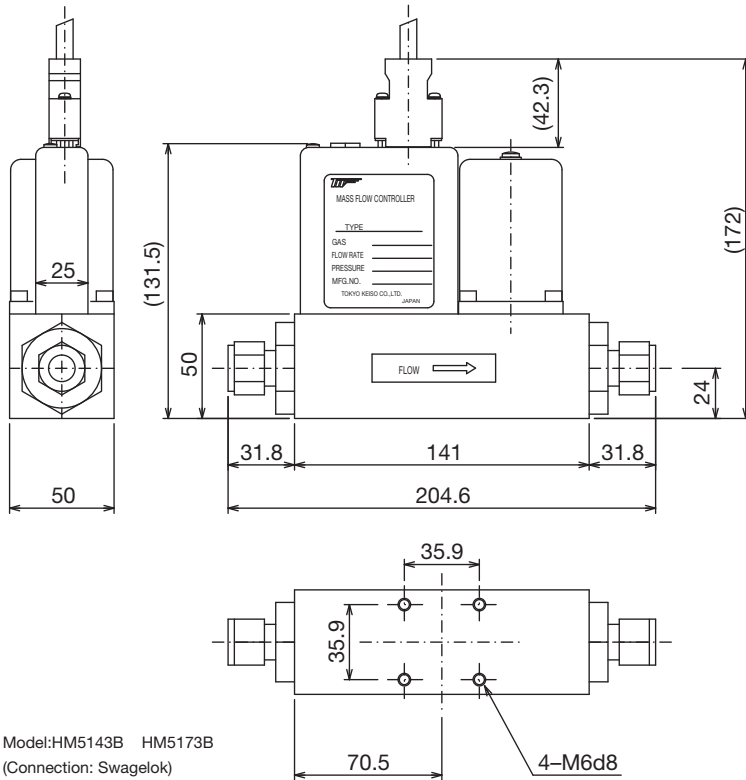 (42.3)
MASS FLOW CONTROLLER
TYPE
GAS
FLOW RATE
PRESSURE
MFG.NO.
TOKYO KEISO CO.,LTD.
JAPAN
25
(131.5)
(172)
50
FLOW
24
31.8
141
31.8
50
204.6
35.9
35.9
Model:HM5143B HM5173B
(Connection: Swagelok)
70.5
4–M6d8